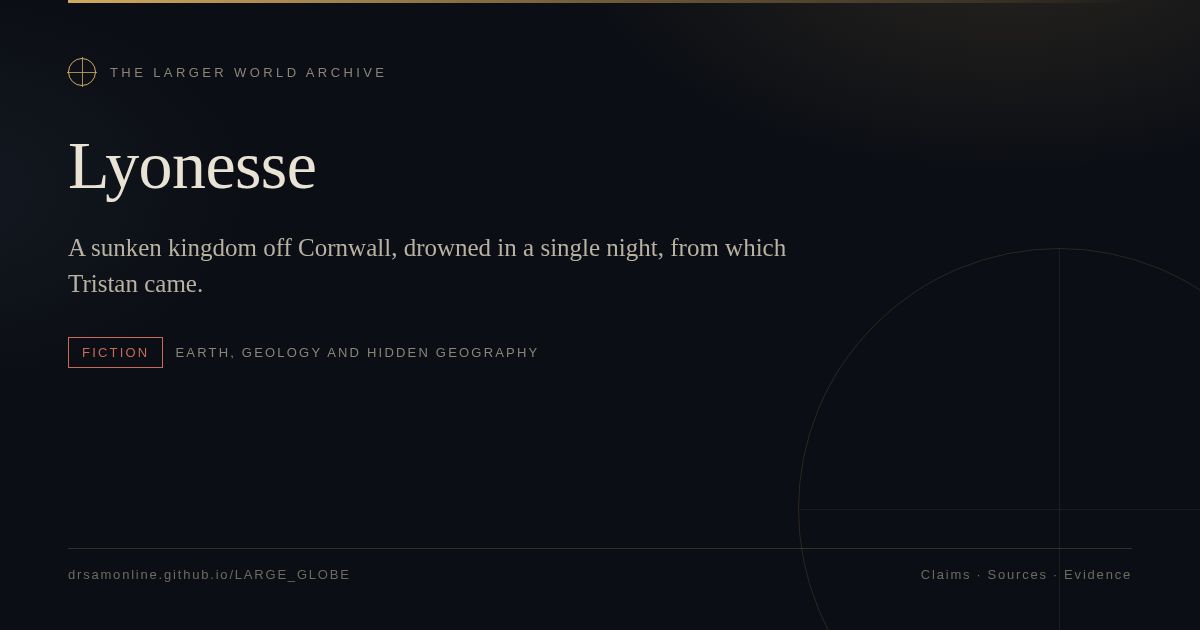 THE LARGER WORLD ARCHIVE
Lyonesse
A sunken kingdom off Cornwall, drowned in a single night, from which
Tristan came.
FICTION EARTH, GEOLOGY AND HIDDEN GEOGRAPHY
drsamonline.github.io/LARGE_GLOBE Claims · Sources · Evidence